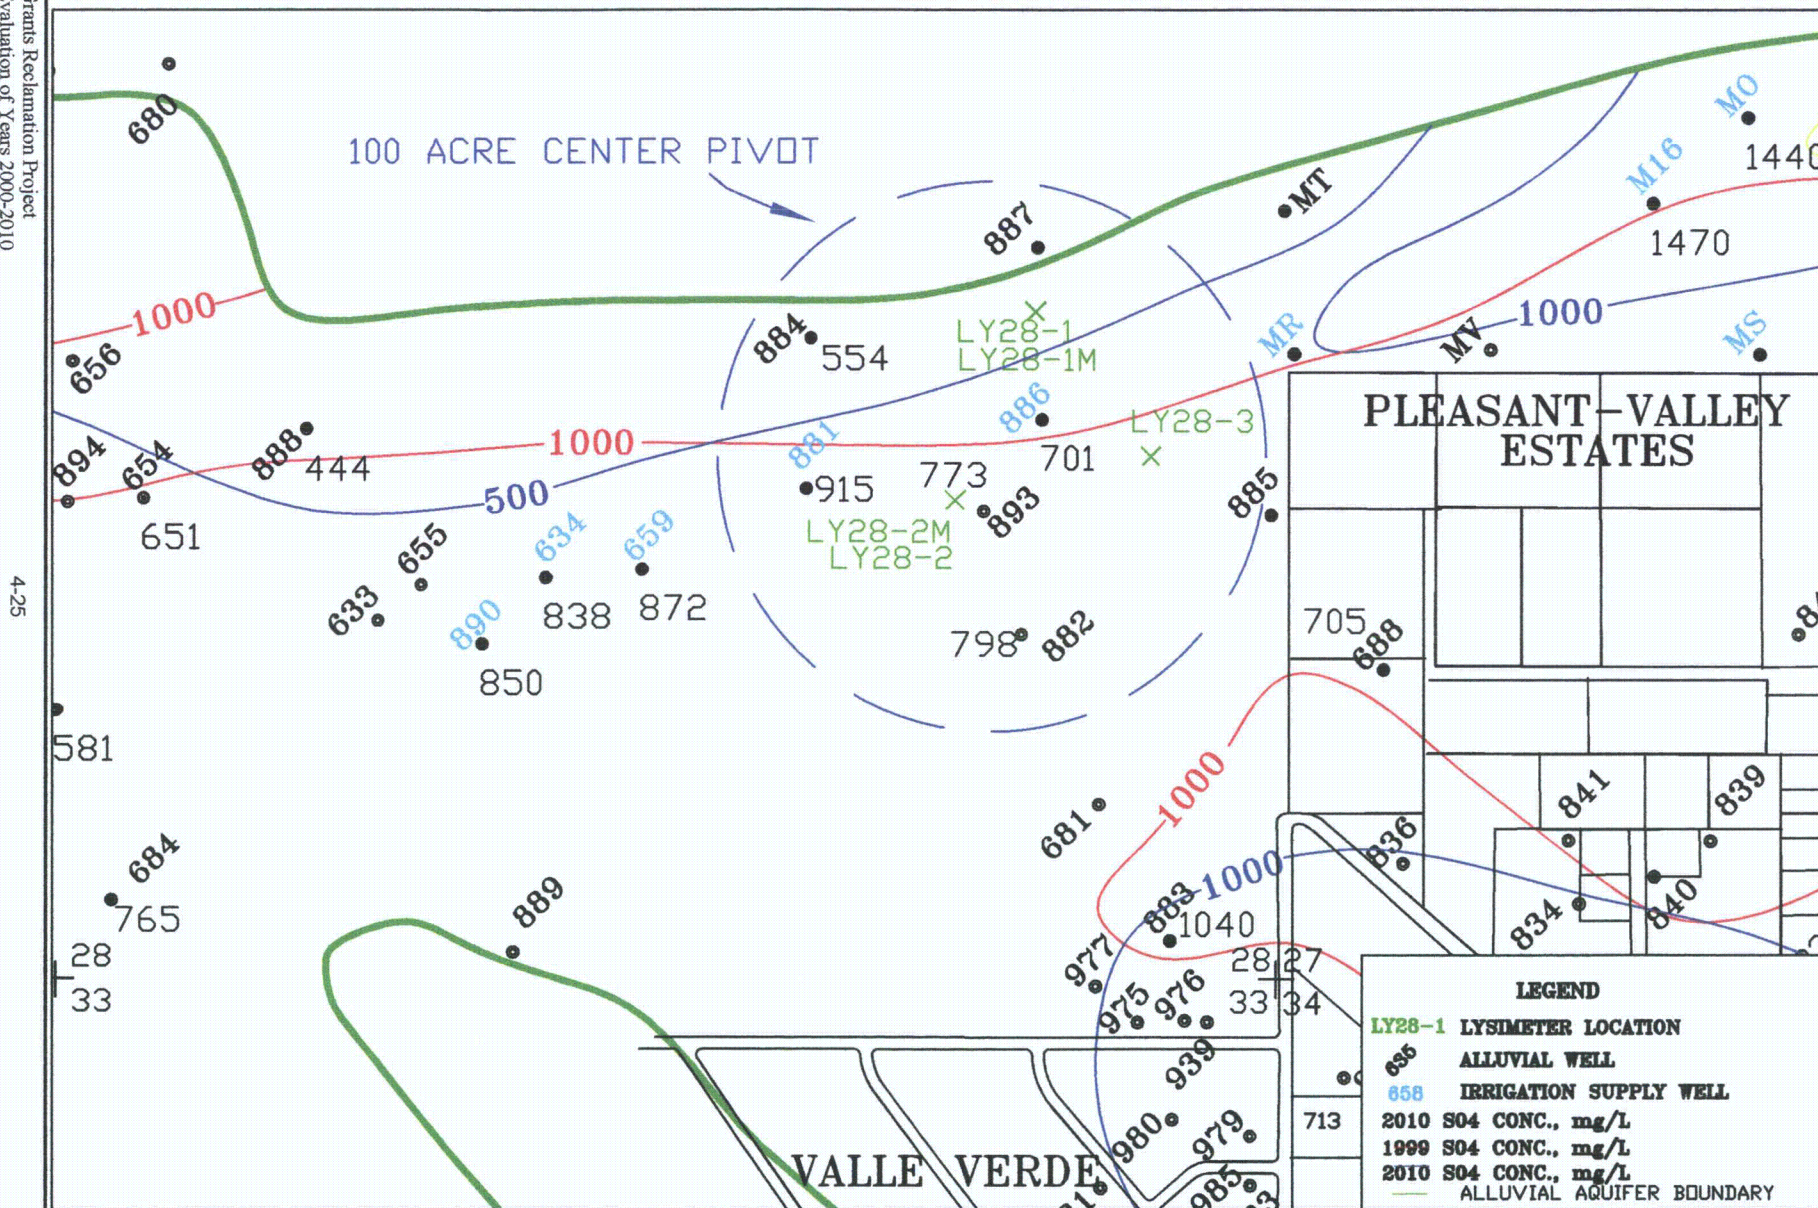 Grants Reclamation Project
Evaluation of Years 2000-2010
4-25
680
100 ACRE CENTER PIVOT
887
MT
MO
1440
M16
1470
1000
656
884
554
LY28-1
LY28-1M
MR
1000
MV
MS
PLEASANT-VALLEY
ESTATES
894
654
651
888
444
1000
500
881
915
886
701
773
LY28-3
893
LY28-2M
LY28-2
885
655
633
634
838
659
872
890
850
798
882
705
688
581
1000
681
841
839
836
684
765
889
1000
883
1040
834
840
28
33
977
975
976
28
27
33
34
939
980
979
985
713
VALLE VERDE
LEGEND
LY28-1 LYSIMETER LOCATION
635 ALLUVIAL WELL
658 IRRIGATION SUPPLY WELL
2010 SO4 CONC., mg/L
1999 SO4 CONC., mg/L
2010 SO4 CONC., mg/L
ALLUVIAL AQUIFER BOUNDARY